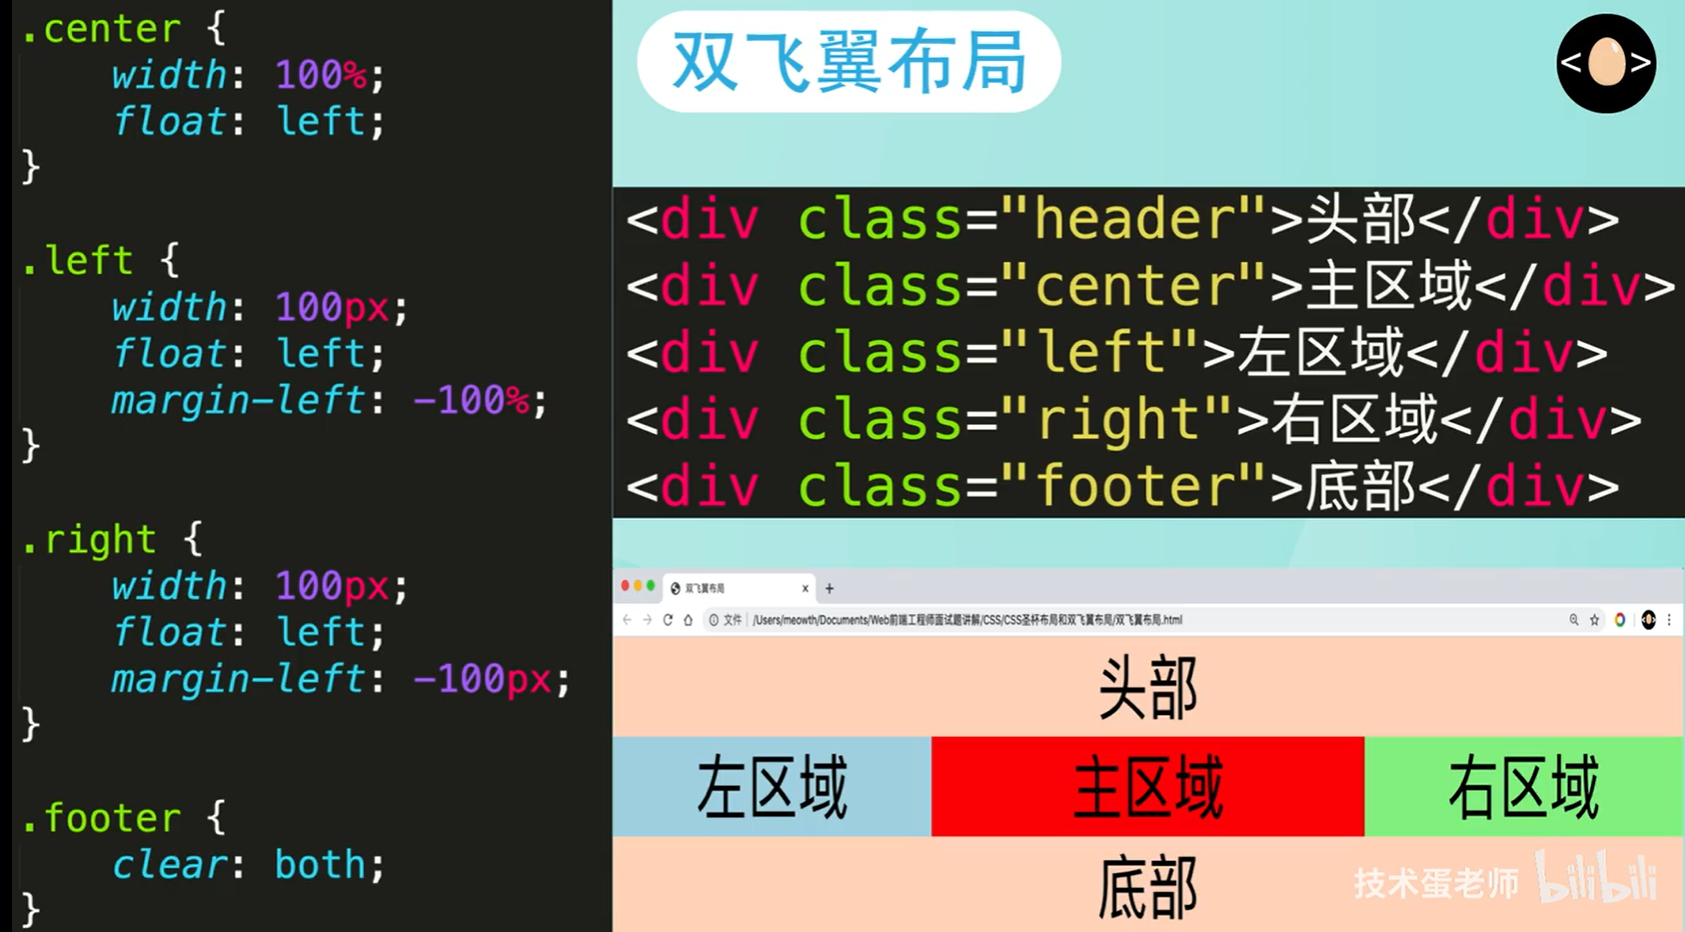 .center {
width: 100%;
float: left;
}
.left {
width: 100px;
float: left;
margin-left: -100%;
}
.right {
width: 100px;
float: left;
margin-left: -100px;
}
.footer {
clear: both;
}
双飞翼布局
< >
<div class="header">头部</div>
<div class="center">主区域</div>
<div class="left">左区域</div>
<div class="right">右区域</div>
<div class="footer">底部</div>
双飞翼布局 x +
文件 /Users/meowth/Documents/Web前端工程师面试题讲解/CSS/CSS圣杯布局和双飞翼布局/双飞翼布局.html
头部
左区域 主区域 右区域
底部
技术蛋老师 bilibili